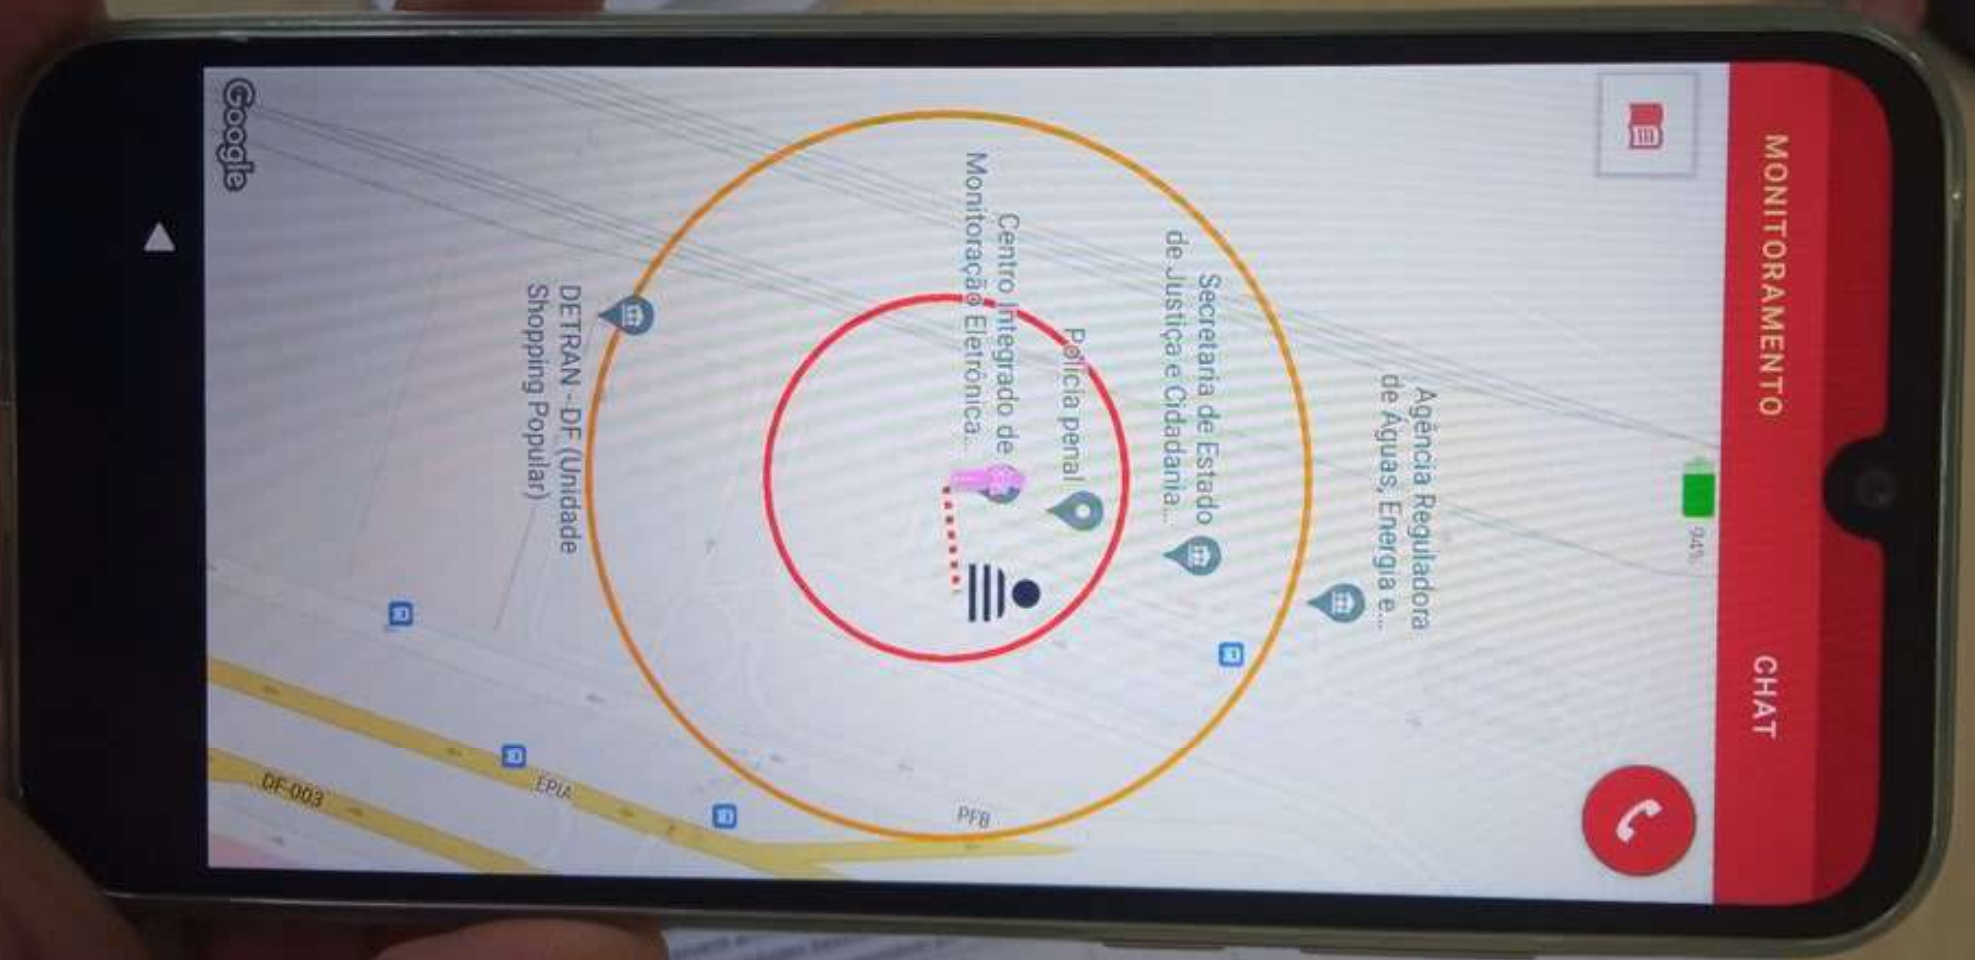 MONITORAMENTO
CHAT
94%
Agência Reguladora
de Águas, Energia e...
Secretaria de Estado
de Justiça e Cidadania...
Polícia penal
Centro Integrado de
Monitoração Eletrônica...
DETRAN - DF (Unidade
Shopping Popular)
PFB
EPIA
DF-003
Google